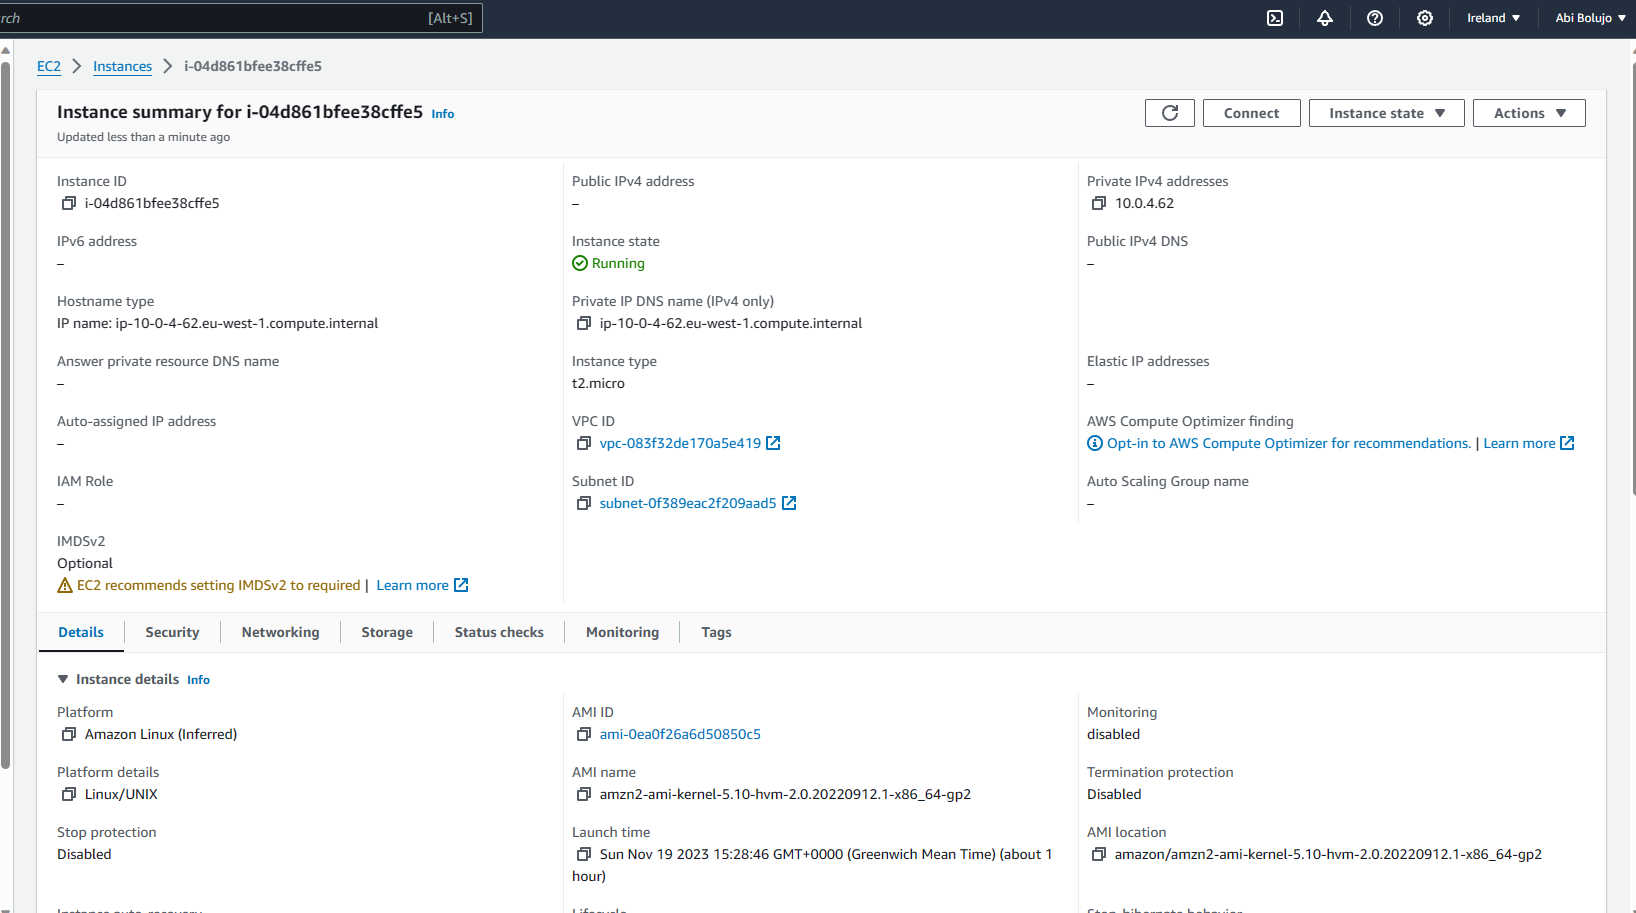 rch [Alt+S] Ireland ▼ Abi Bolujo ▼
EC2 > Instances > i-04d861bfee38cffe5
Instance summary for i-04d861bfee38cffe5 Info
Updated less than a minute ago
Connect
Instance state ▼
Actions ▼
Instance ID
i-04d861bfee38cffe5
Public IPv4 address
–
Private IPv4 addresses
10.0.4.62
IPv6 address
–
Instance state
Running
Public IPv4 DNS
–
Hostname type
IP name: ip-10-0-4-62.eu-west-1.compute.internal
Private IP DNS name (IPv4 only)
ip-10-0-4-62.eu-west-1.compute.internal
Answer private resource DNS name
–
Instance type
t2.micro
Elastic IP addresses
–
Auto-assigned IP address
–
VPC ID
vpc-083f32de170a5e419
AWS Compute Optimizer finding
Opt-in to AWS Compute Optimizer for recommendations. | Learn more
IAM Role
–
Subnet ID
subnet-0f389eac2f209aad5
Auto Scaling Group name
–
IMDSv2
Optional
EC2 recommends setting IMDSv2 to required | Learn more
Details Security Networking Storage Status checks Monitoring Tags
▼ Instance details Info
Platform
Amazon Linux (Inferred)
AMI ID
ami-0ea0f26a6d50850c5
Monitoring
disabled
Platform details
Linux/UNIX
AMI name
amzn2-ami-kernel-5.10-hvm-2.0.20220912.1-x86_64-gp2
Termination protection
Disabled
Stop protection
Disabled
Launch time
Sun Nov 19 2023 15:28:46 GMT+0000 (Greenwich Mean Time) (about 1
hour)
AMI location
amazon/amzn2-ami-kernel-5.10-hvm-2.0.20220912.1-x86_64-gp2